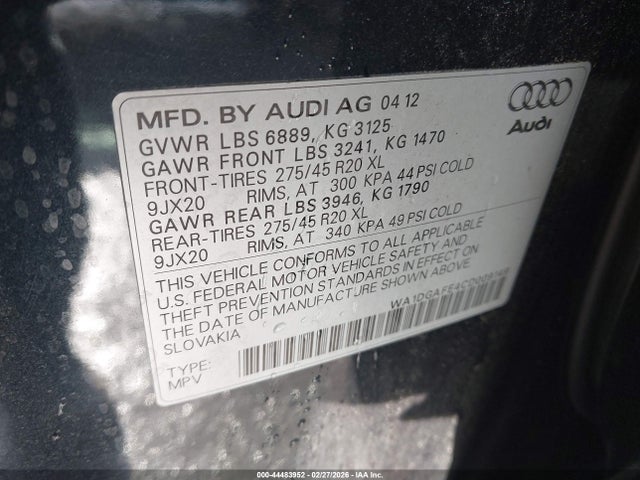 MFD. BY AUDI AG 04 12
GVWR LBS 6889, KG 3125
GAWR FRONT LBS 3241, KG 1470
FRONT-TIRES 275/45 R20 XL
9JX20 RIMS, AT 300 KPA 44 PSI COLD
GAWR REAR LBS 3946, KG 1790
REAR-TIRES 275/45 R20 XL
9JX20 RIMS, AT 340 KPA 49 PSI COLD
THIS VEHICLE CONFORMS TO ALL APPLICABLE
U.S. FEDERAL MOTOR VEHICLE SAFETY AND
THEFT PREVENTION STANDARDS IN EFFECT ON
THE DATE OF MANUFACTURE SHOWN ABOVE.
SLOVAKIA
TYPE:
MPV
Audi
000-44483952 - 02/27/2026 - IAA Inc.